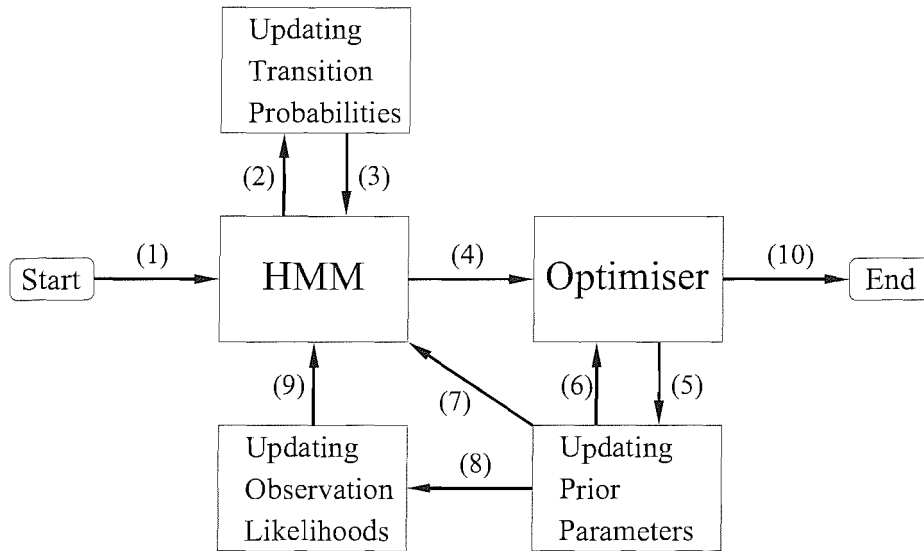 Updating
Transition
Probabilities
(2)
(3)
(1)
(4)
(10)
Start
HMM
Optimiser
End
(9)
(7)
(6)
(5)
Updating
Observation
Likelihoods
(8)
Updating
Prior
Parameters